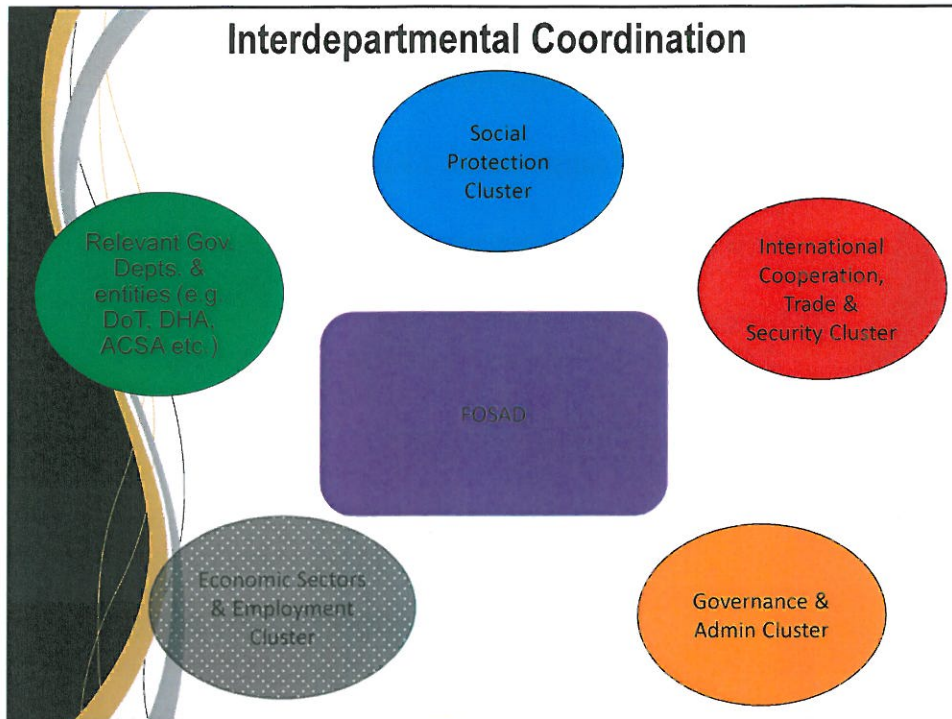 Interdepartmental Coordination
Social
Protection
Cluster
Relevant Gov.
Depts. &
entities (e.g.
DoT, DHA,
ACSA etc.)
International
Cooperation,
Trade &
Security Cluster
FOSAD
Economic Sectors
& Employment
Cluster
Governance &
Admin Cluster